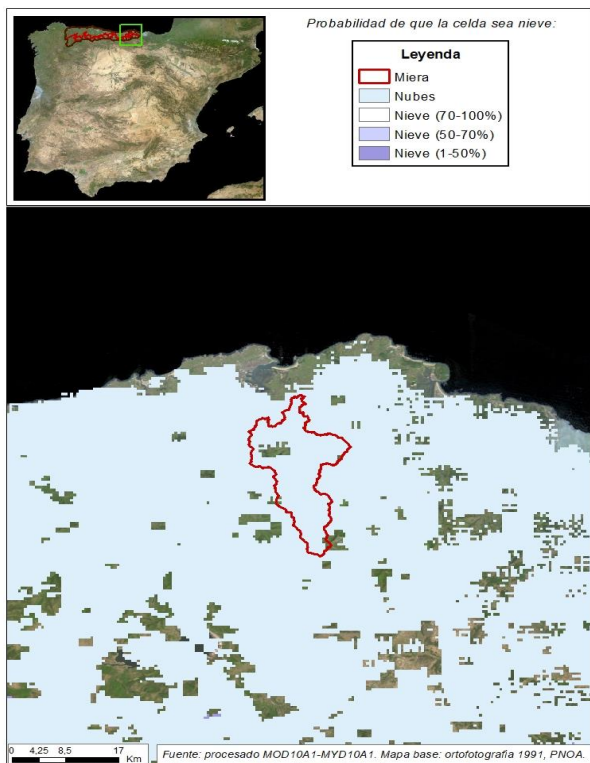 Probabilidad de que la celda sea nieve:
Leyenda
Miera
Nubes
Nieve (70-100%)
Nieve (50-70%)
Nieve (1-50%)
0 4,25 8,5 17
Km
Fuente: procesado MOD10A1-MYD10A1. Mapa base: ortofotografia 1991, PNOA.